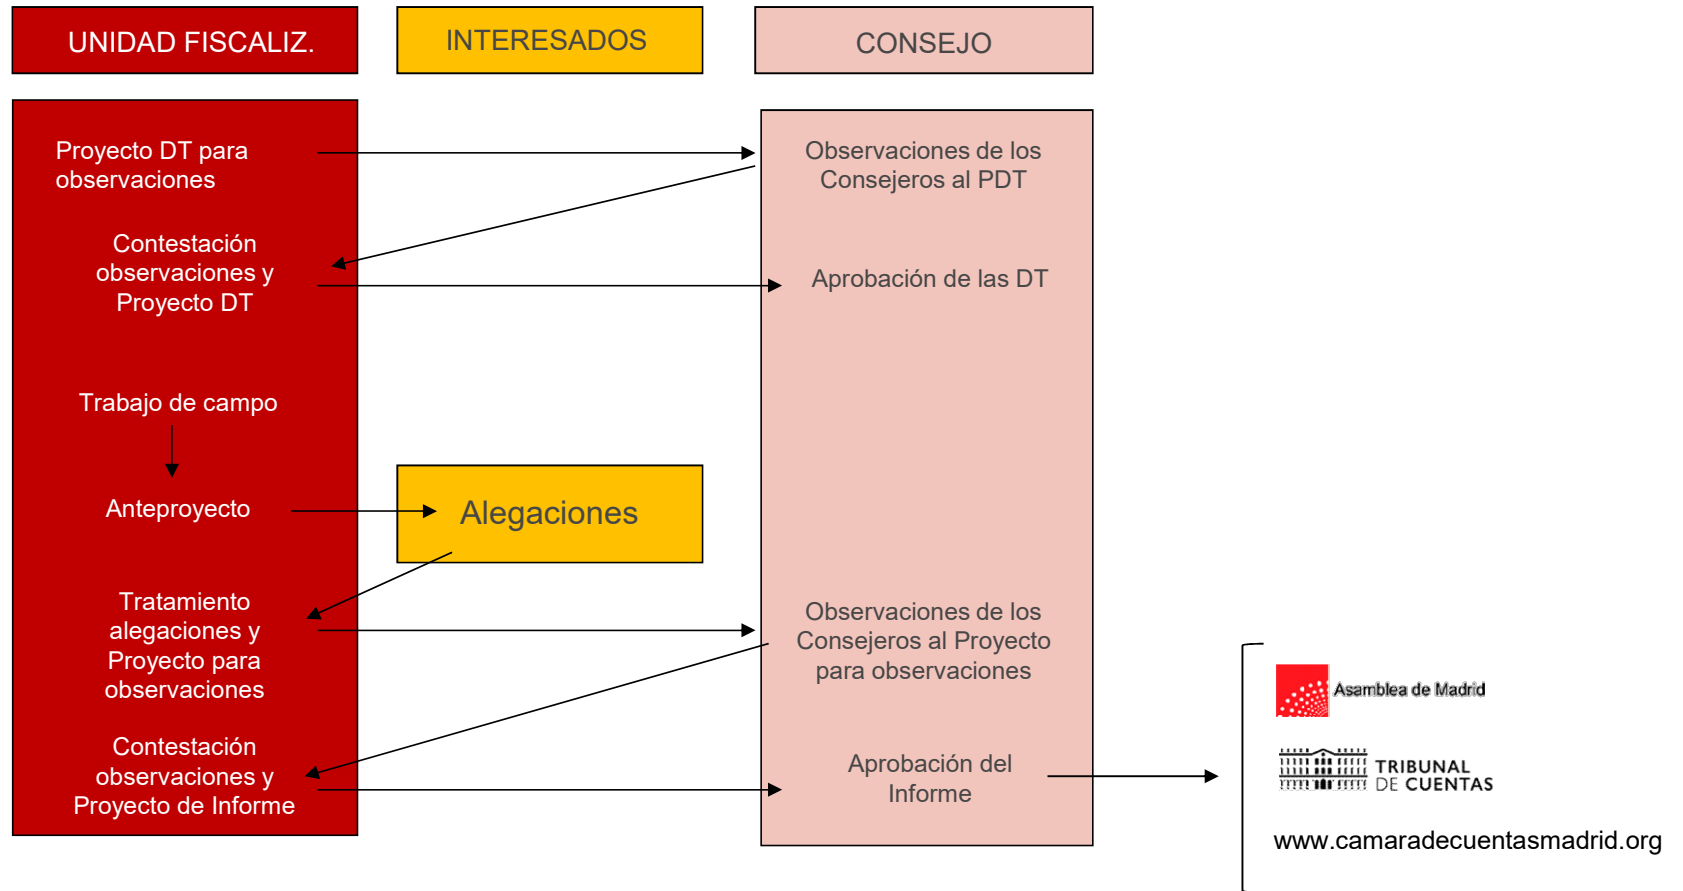 UNIDAD FISCALIZ.
INTERESADOS
CONSEJO
Proyecto DT para
observaciones
Observaciones de los
Consejeros al PDT
Contestación
observaciones y
Proyecto DT
Aprobación de las DT
Trabajo de campo
Anteproyecto
Alegaciones
Tratamiento
alegaciones y
Proyecto para
observaciones
Observaciones de los
Consejeros al Proyecto
para observaciones
Contestación
observaciones y
Proyecto de Informe
Aprobación del
Informe
Asamblea de Madrid
TRIBUNAL
DE CUENTAS
www.camaradecuentasmadrid.org